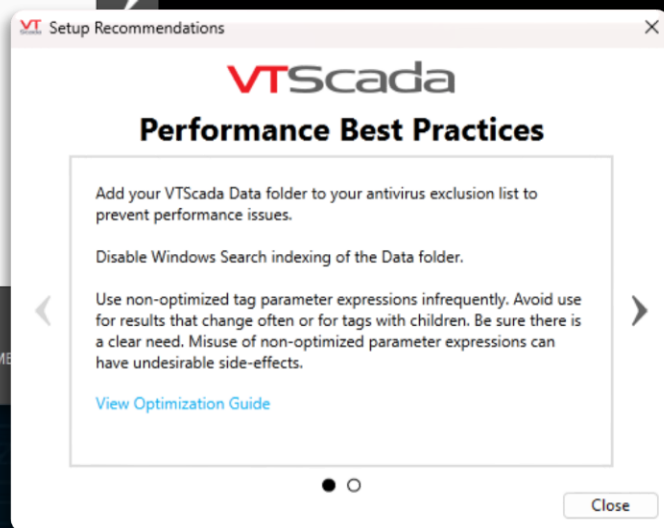 VT Setup Recommendations
VTScada
Performance Best Practices
Add your VTScada Data folder to your antivirus exclusion list to
prevent performance issues.
Disable Windows Search indexing of the Data folder.
Use non-optimized tag parameter expressions infrequently. Avoid use
for results that change often or for tags with children. Be sure there is
a clear need. Misuse of non-optimized parameter expressions can
have undesirable side-effects.
View Optimization Guide
Close